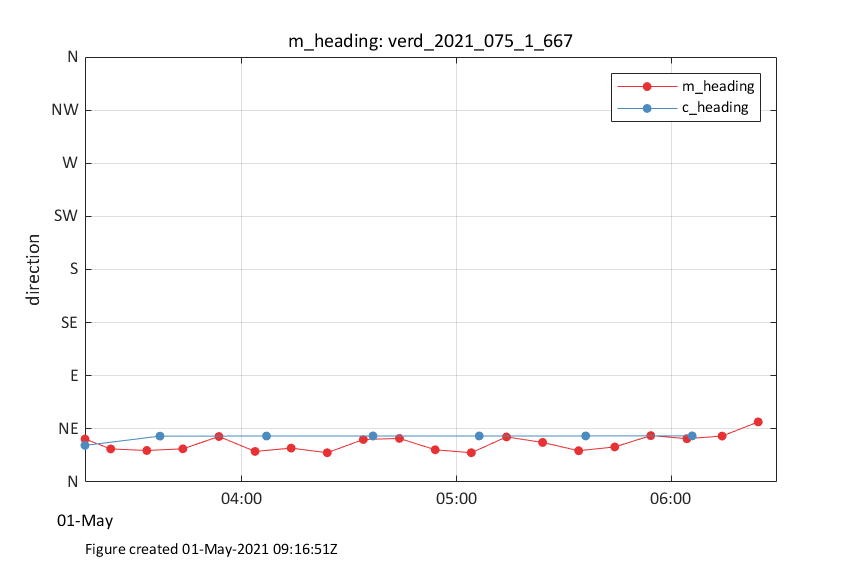 m_heading: verd_2021_075_1_667
N
NW
W
SW
S
SE
E
NE
N
direction
m_heading
c_heading
04:00
05:00
06:00
01-May
Figure created 01-May-2021 09:16:51Z